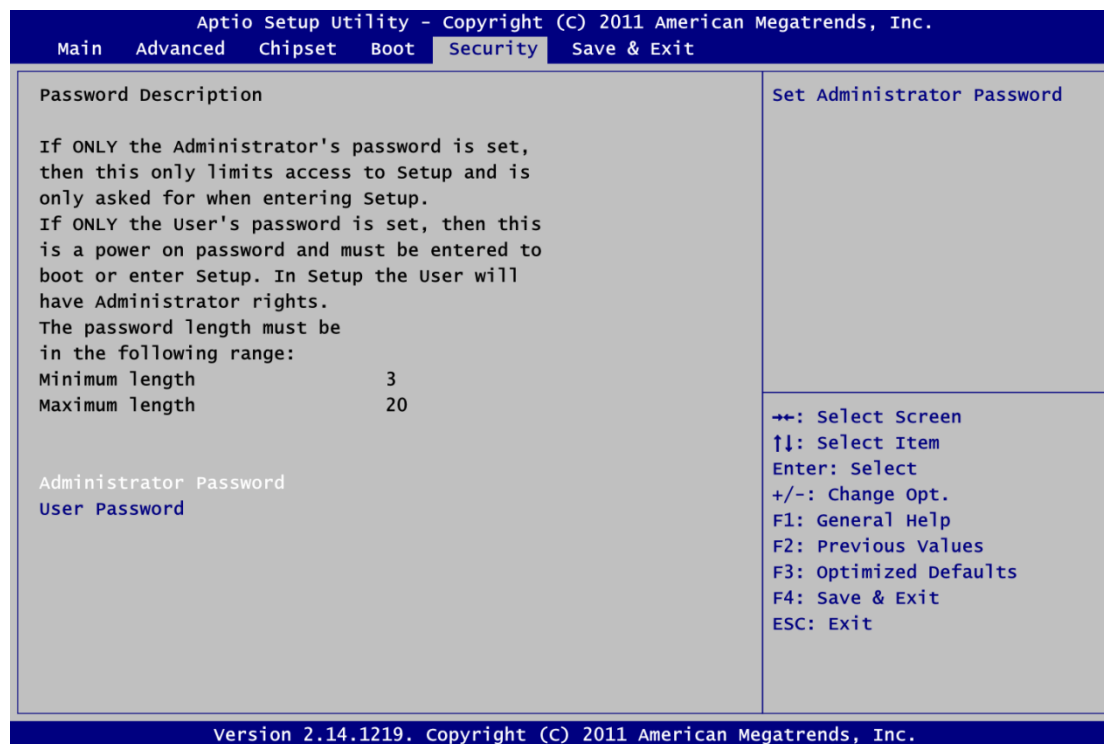 Aptio Setup Utility - Copyright (C) 2011 American Megatrends, Inc.
Main Advanced Chipset Boot Security Save & Exit
Password Description
If ONLY the Administrator's password is set,
then this only limits access to Setup and is
only asked for when entering Setup.
If ONLY the User's password is set, then this
is a power on password and must be entered to
boot or enter Setup. In Setup the User will
have Administrator rights.
The password length must be
in the following range:
Minimum length 3
Maximum length 20
Administrator Password
User Password
Set Administrator Password
→←: Select Screen
↑↓: Select Item
Enter: Select
+/-: Change Opt.
F1: General Help
F2: Previous Values
F3: Optimized Defaults
F4: Save & Exit
ESC: Exit
Version 2.14.1219. Copyright (C) 2011 American Megatrends, Inc.